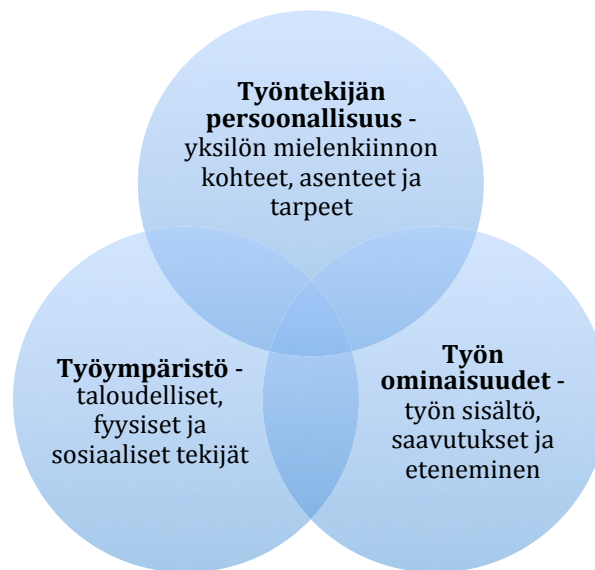 Työntekijän
persoonallisuus -
yksilön mielenkiinnon
kohteet, asenteet ja
tarpeet
Työympäristö -
taloudelliset,
fyysiset ja
sosiaaliset tekijät
Työn
ominaisuudet -
työn sisältö,
saavutukset ja
eteneminen